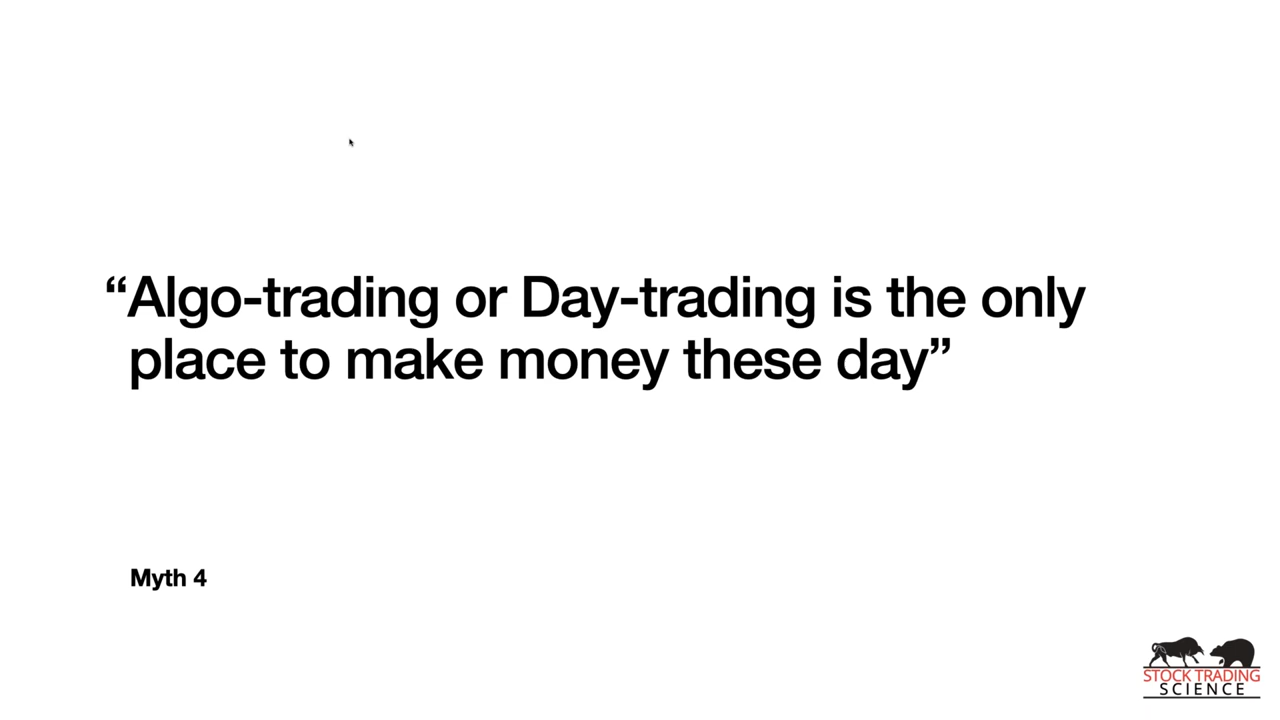 “Algo-trading or Day-trading is the only
place to make money these day”
Myth 4
STOCK TRADING
SCIENCE